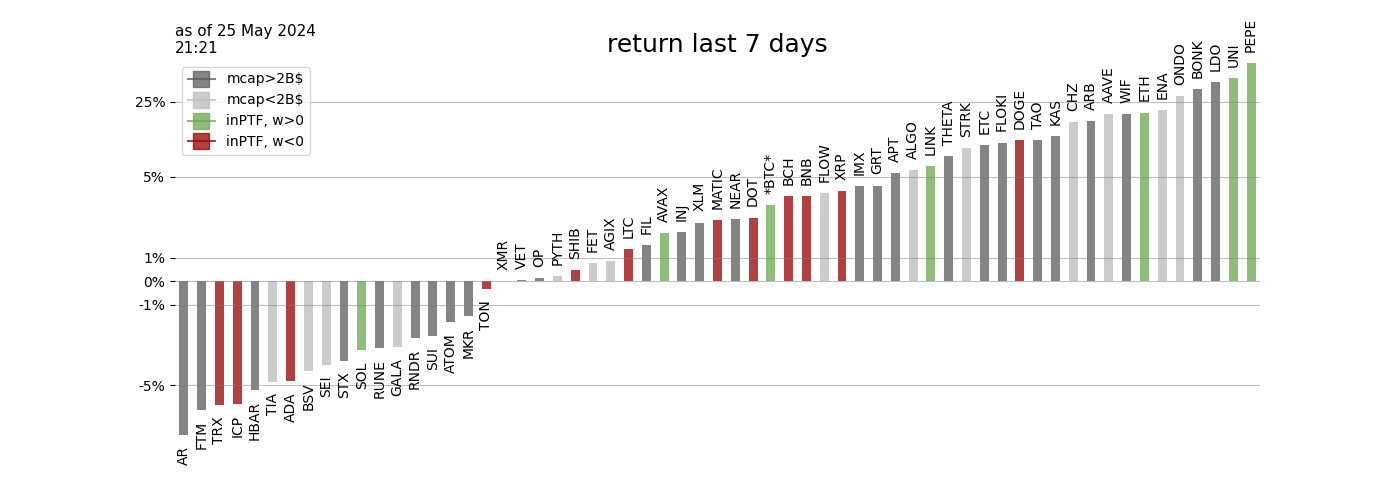 as of 25 May 2024
21:21
return last 7 days
mcap>2B$
mcap<2B$
inPTF, w>0
inPTF, w<0
25%
5%
1%
0%
-1%
-5%
AR
FTM
TRX
ICP
HBAR
TIA
ADA
BSV
SEI
STX
SOL
RUNE
GALA
RNDR
SUI
ATOM
MKR
TON
XMR
VET
OP
PYTH
SHIB
FET
AGIX
LTC
FIL
AVAX
INJ
XLM
MATIC
NEAR
DOT
*BTC*
BCH
BNB
FLOW
XRP
IMX
GRT
APT
ALGO
LINK
THETA
STRK
ETC
FLOKI
DOGE
TAO
KAS
CHZ
ARB
AAVE
WIF
ETH
ENA
ONDO
BONK
LDO
UNI
PEPE